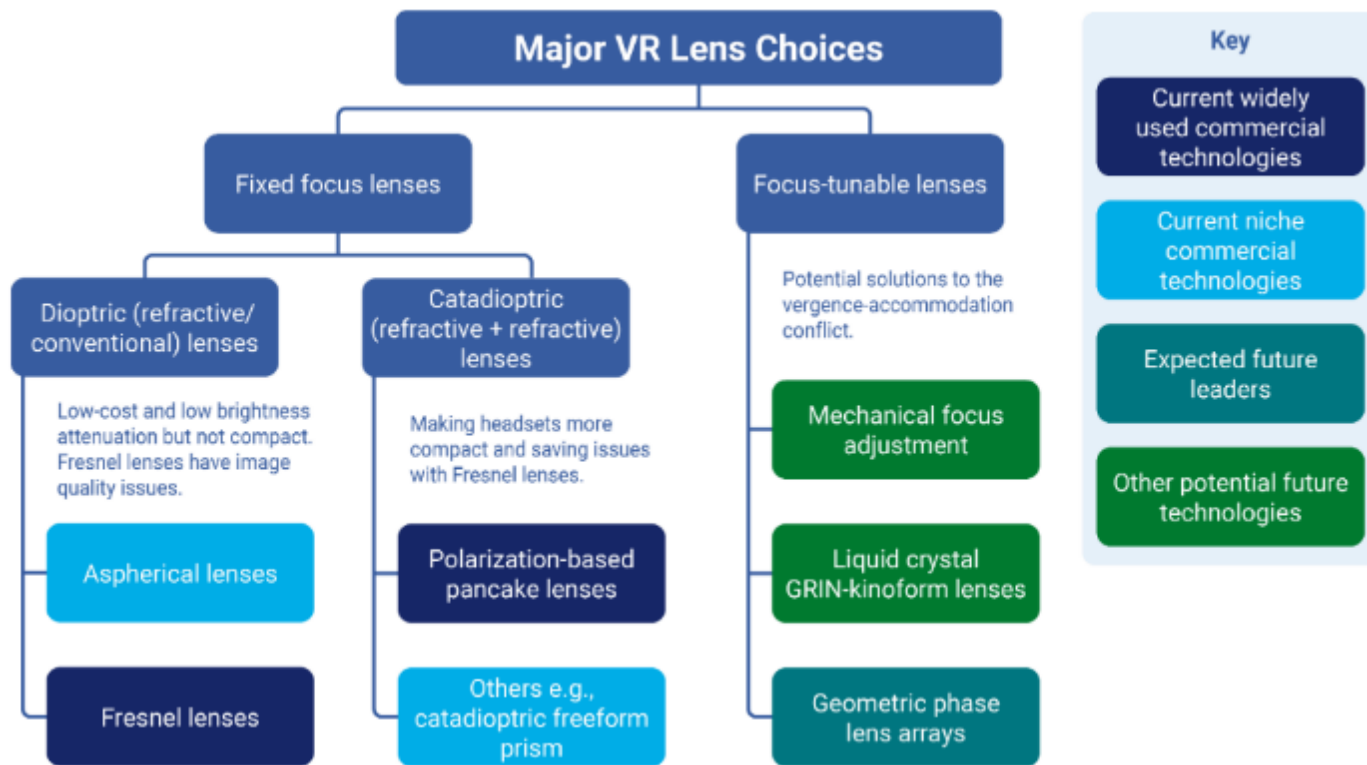 Major VR Lens Choices
Fixed focus lenses
Focus-tunable lenses
Dioptric (refractive/
conventional) lenses
Low-cost and low brightness
attenuation but not compact.
Fresnel lenses have image
quality issues.
Aspherical lenses
Fresnel lenses
Catadioptric
(refractive + refractive)
lenses
Making headsets more
compact and saving issues
with Fresnel lenses.
Polarization-based
pancake lenses
Others e.g.,
catadioptric freeform
prism
Potential solutions to the
vergence-accommodation
conflict.
Mechanical focus
adjustment
Liquid crystal
GRIN-kinoform lenses
Geometric phase
lens arrays
Key
Current widely
used commercial
technologies
Current niche
commercial
technologies
Expected future
leaders
Other potential future
technologies